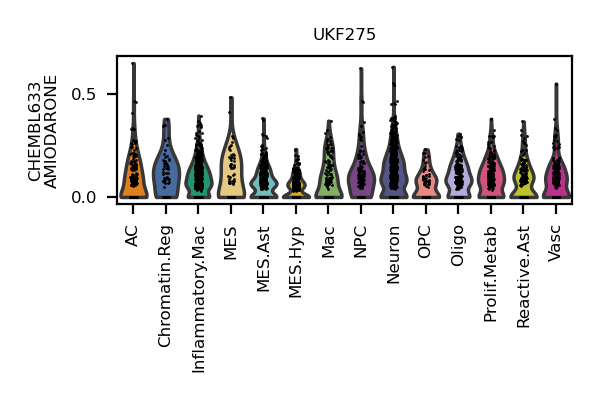 UKF275
CHEMBL633
AMIODARONE
0.5
0.0
AC
Chromatin.Reg
Inflammatory.Mac
MES
MES.Ast
MES.Hyp
Mac
NPC
Neuron
OPC
Oligo
Prolif.Metab
Reactive.Ast
Vasc